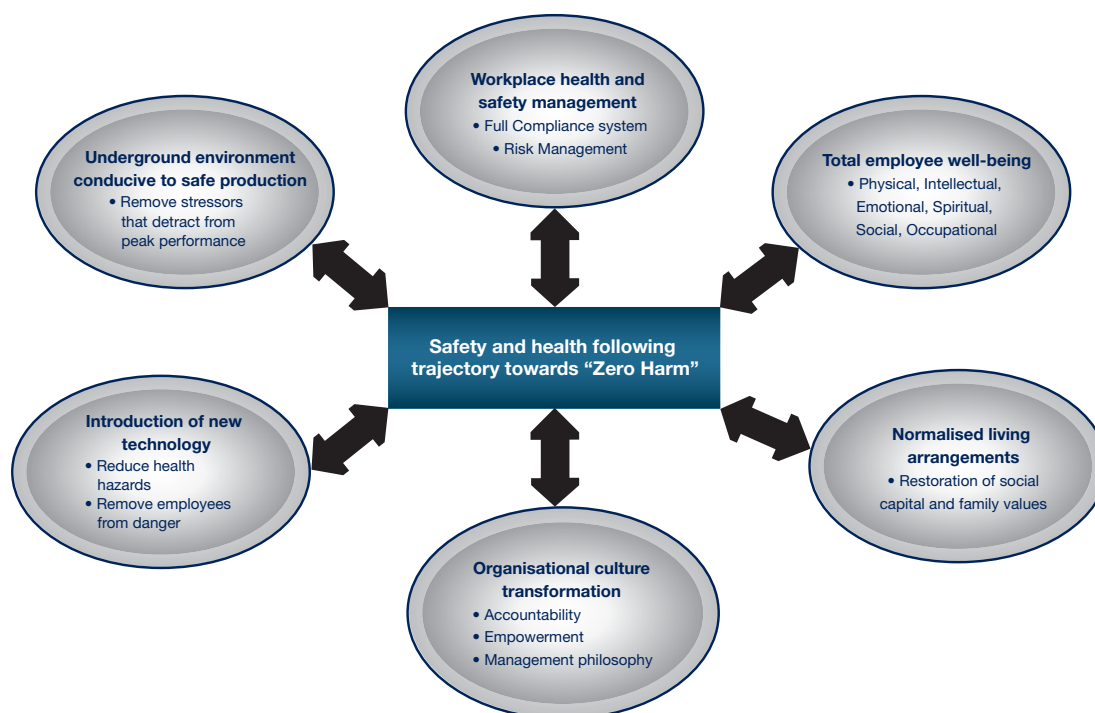 Workplace health and
safety management
• Full Compliance system
• Risk Management
Underground environment
conducive to safe production
• Remove stressors
that detract from
peak performance
Total employee well-being
• Physical, Intellectual,
Emotional, Spiritual,
Social, Occupational
Safety and health following
trajectory towards “Zero Harm”
Introduction of new
technology
• Reduce health
hazards
• Remove employees
from danger
Normalised living
arrangements
• Restoration of social
capital and family values
Organisational culture
transformation
• Accountability
• Empowerment
• Management philosophy